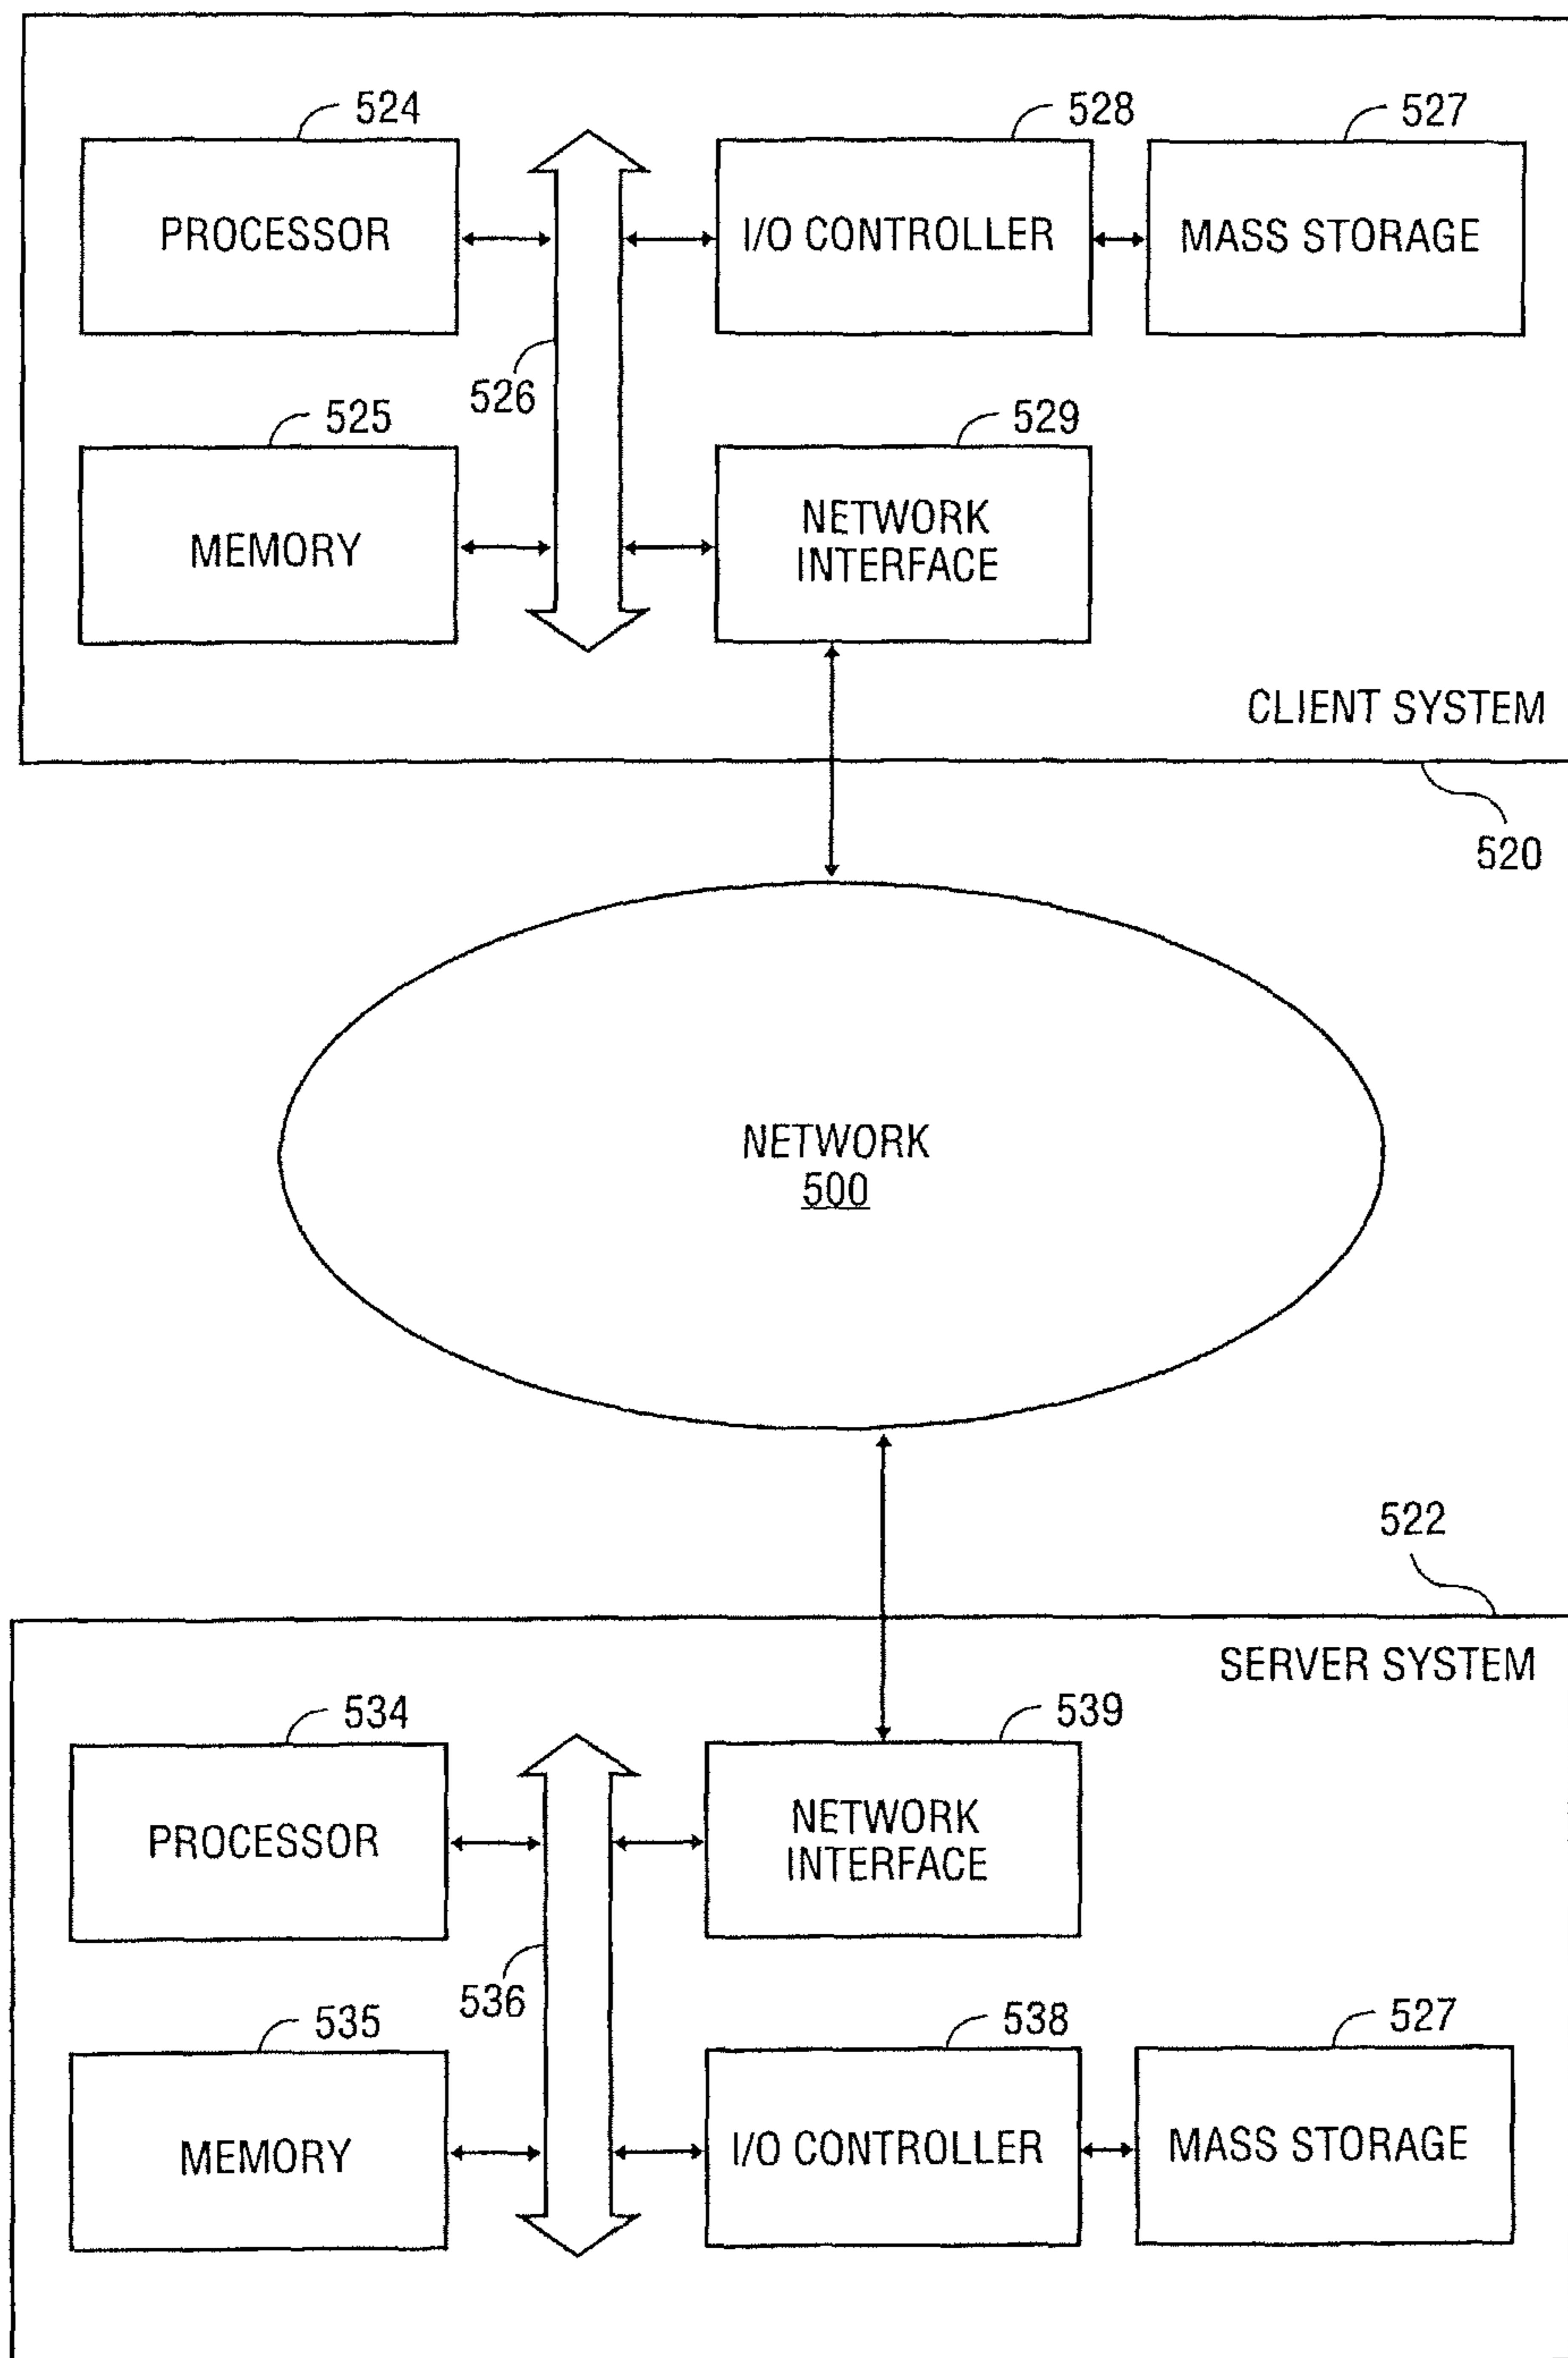 524
528
527
PROCESSOR
I/O CONTROLLER
MASS STORAGE
526
525
529
MEMORY
NETWORK
INTERFACE
CLIENT SYSTEM
520
NETWORK
500
522
SERVER SYSTEM
534
539
PROCESSOR
NETWORK
INTERFACE
536
535
538
527
MEMORY
I/O CONTROLLER
MASS STORAGE